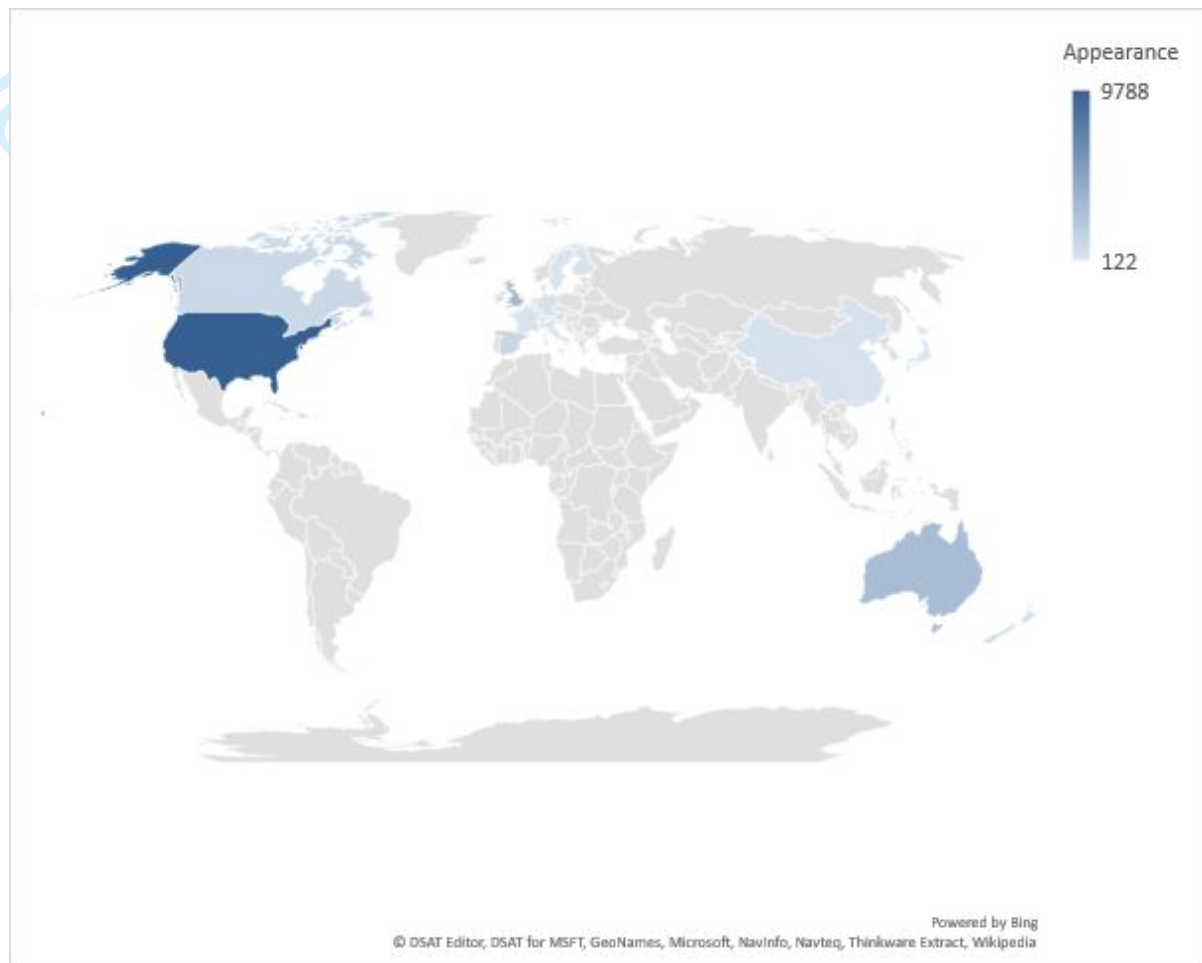 Appearance
9788
122
Powered by Bing
© DSAT Editor, DSAT for MSFT, GeoNames, Microsoft, NavInfo, Navteq, Thinkware Extract, Wikipedia